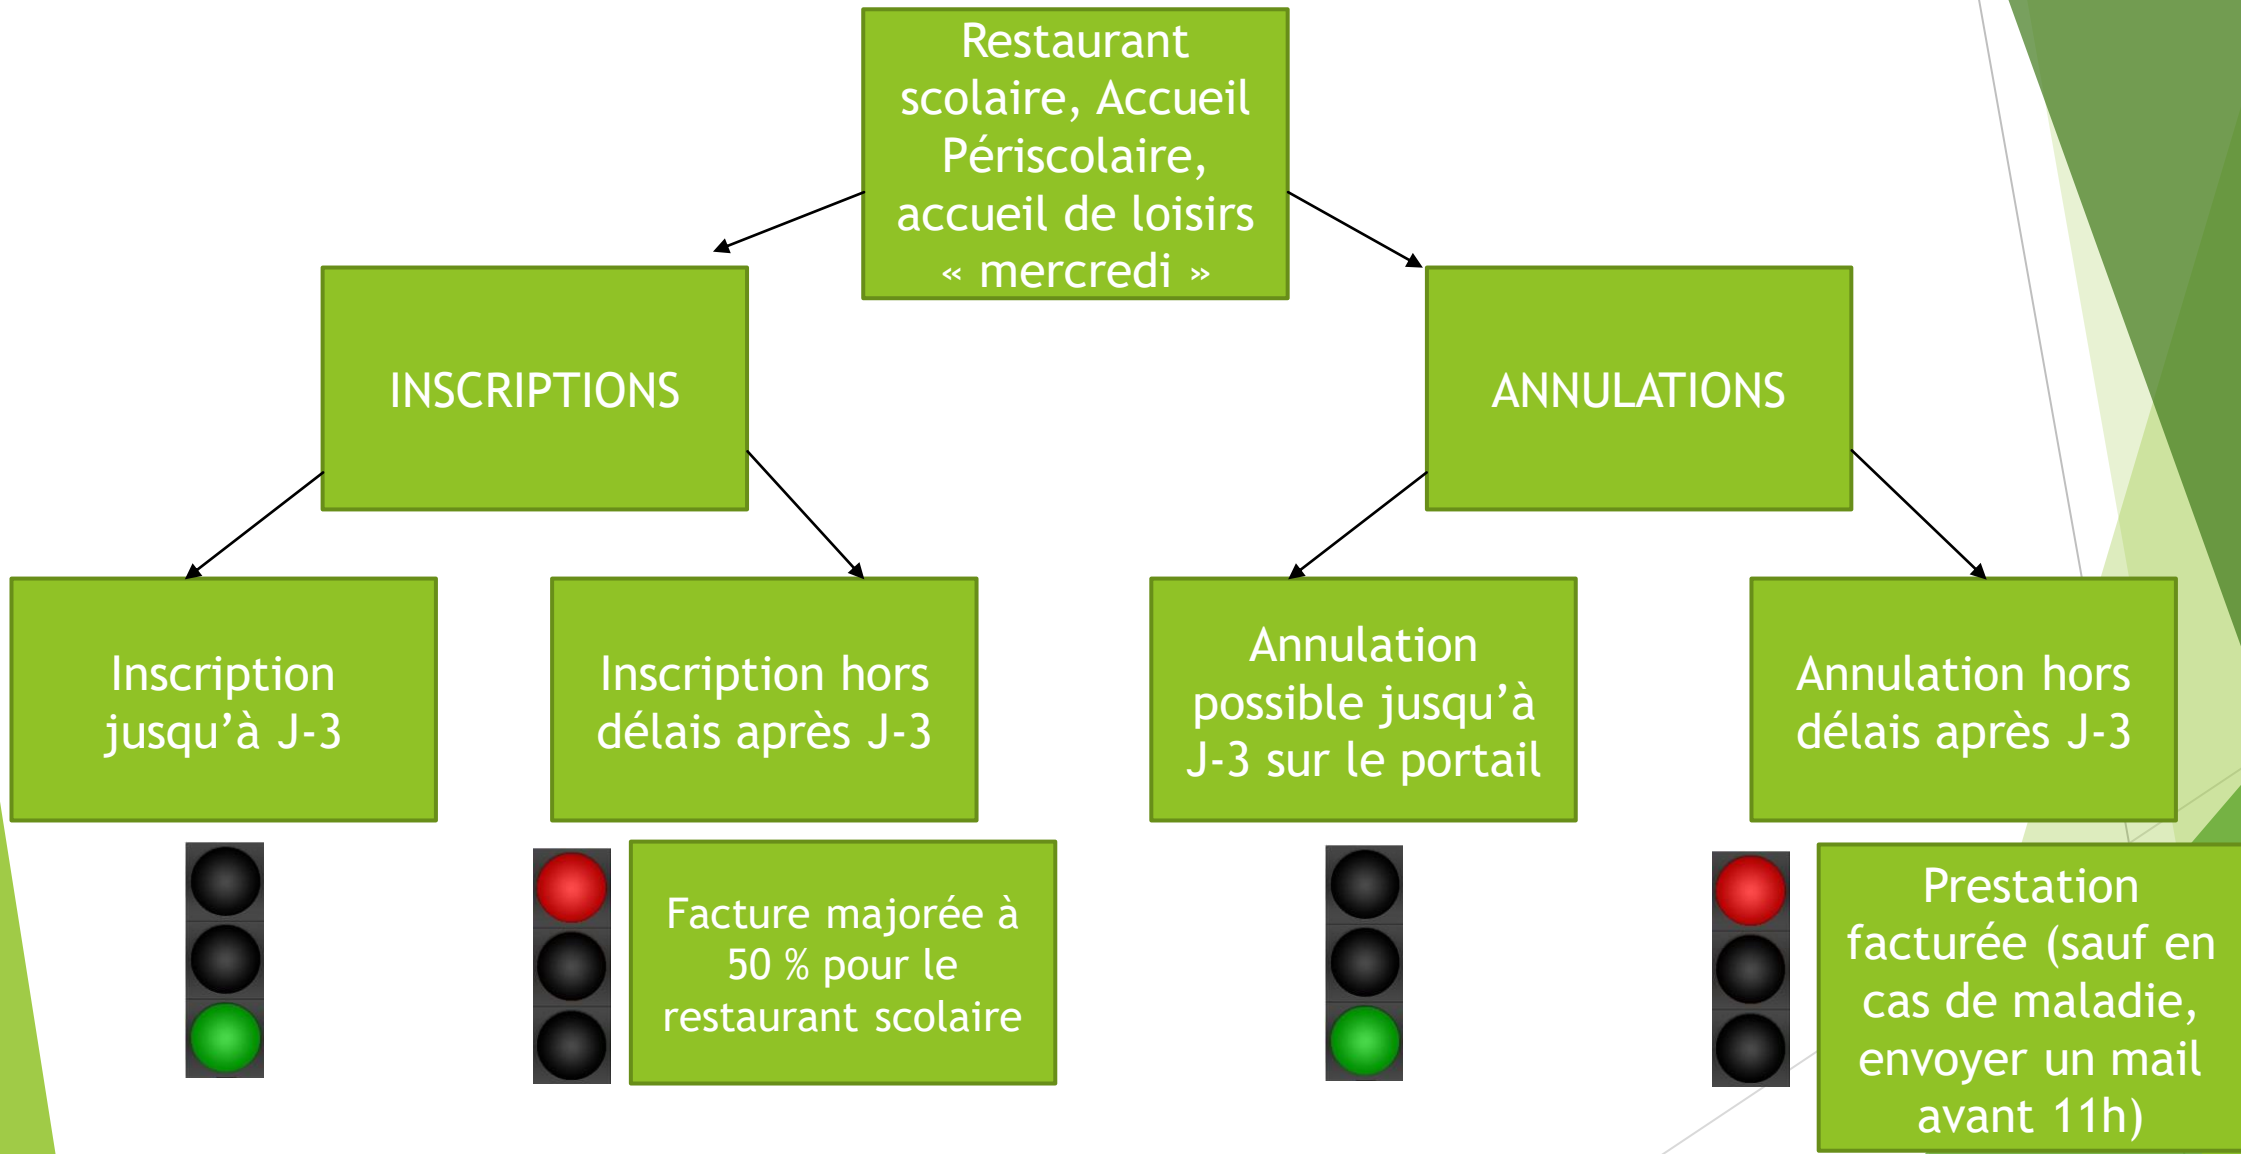 Restaurant
scolaire, Accueil
Périscolaire,
accueil de loisirs
« mercredi »
INSCRIPTIONS
ANNULATIONS
Inscription
jusqu’à J-3
Inscription hors
délais après J-3
Annulation
possible jusqu’à
J-3 sur le portail
Annulation hors
délais après J-3
Facture majorée à
50 % pour le
restaurant scolaire
Prestation
facturée (sauf en
cas de maladie,
envoyer un mail
avant 11h)